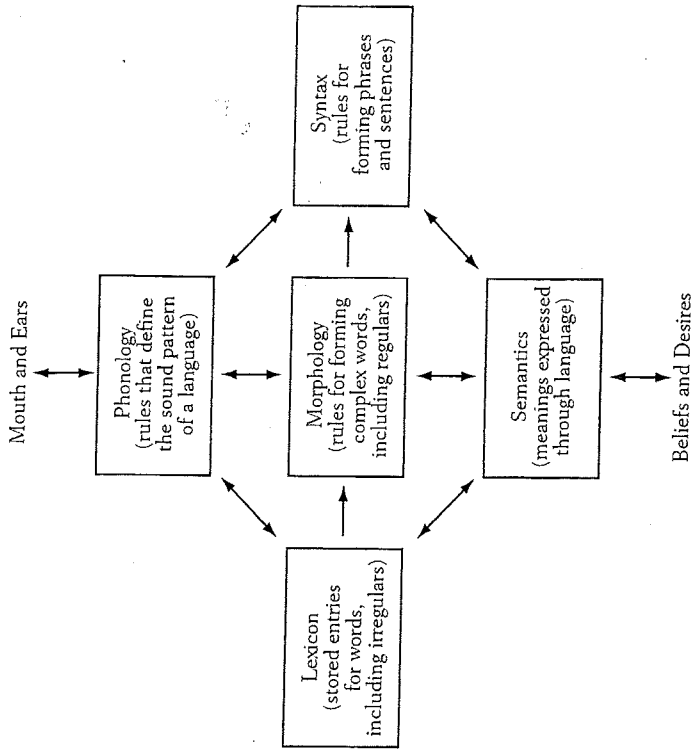 Mouth and Ears
Phonology
(rules that define
the sound pattern
of a language)
Lexicon
(stored entries
for words,
including irregulars)
Morphology
(rules for forming
complex words,
including regulars)
Syntax
(rules for
forming phrases
and sentences)
Semantics
(meanings expressed
through language)
Beliefs and Desires